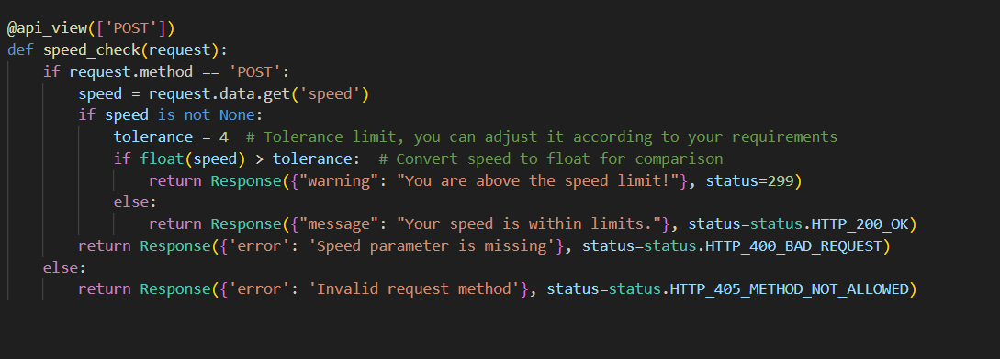 @api_view(['POST'])
def speed_check(request):
    if request.method == 'POST':
        speed = request.data.get('speed')
        if speed is not None:
            tolerance = 4  # Tolerance limit, you can adjust it according to your requirements
            if float(speed) > tolerance:  # Convert speed to float for comparison
                return Response({"warning": "You are above the speed limit!"}, status=299)
            else:
                return Response({"message": "Your speed is within limits."}, status=status.HTTP_200_OK)
        return Response({'error': 'Speed parameter is missing'}, status=status.HTTP_400_BAD_REQUEST)
    else:
        return Response({'error': 'Invalid request method'}, status=status.HTTP_405_METHOD_NOT_ALLOWED)